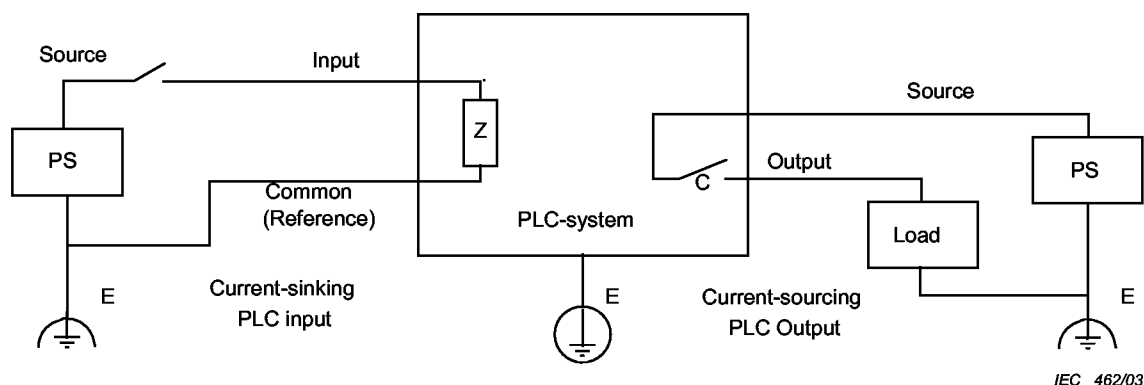 Source
Input
PS
Z
Common
(Reference)
E
Current-sinking
PLC input
PLC-system
E
C
Source
Output
PS
Load
Current-sourcing
PLC Output
E
IEC 462/03